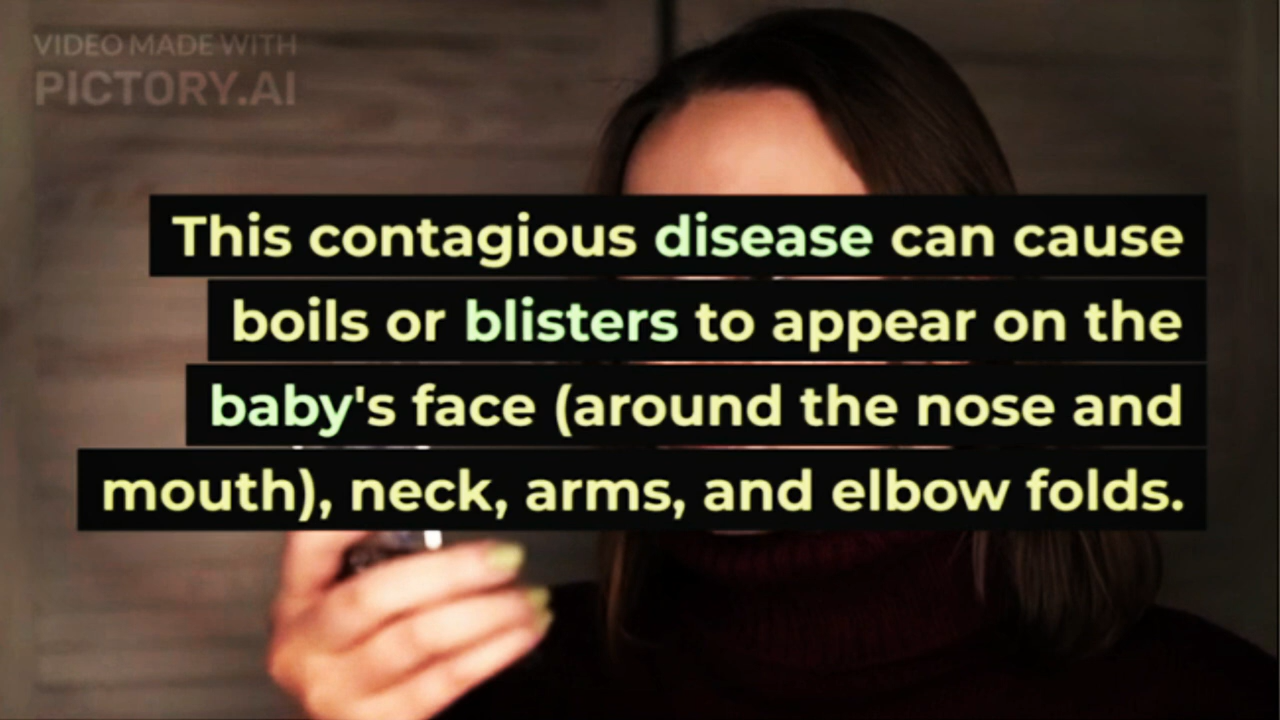 VIDEO MADE WITH
PICTORY.AI
This contagious disease can cause
boils or blisters to appear on the
baby's face (around the nose and
mouth), neck, arms, and elbow folds.